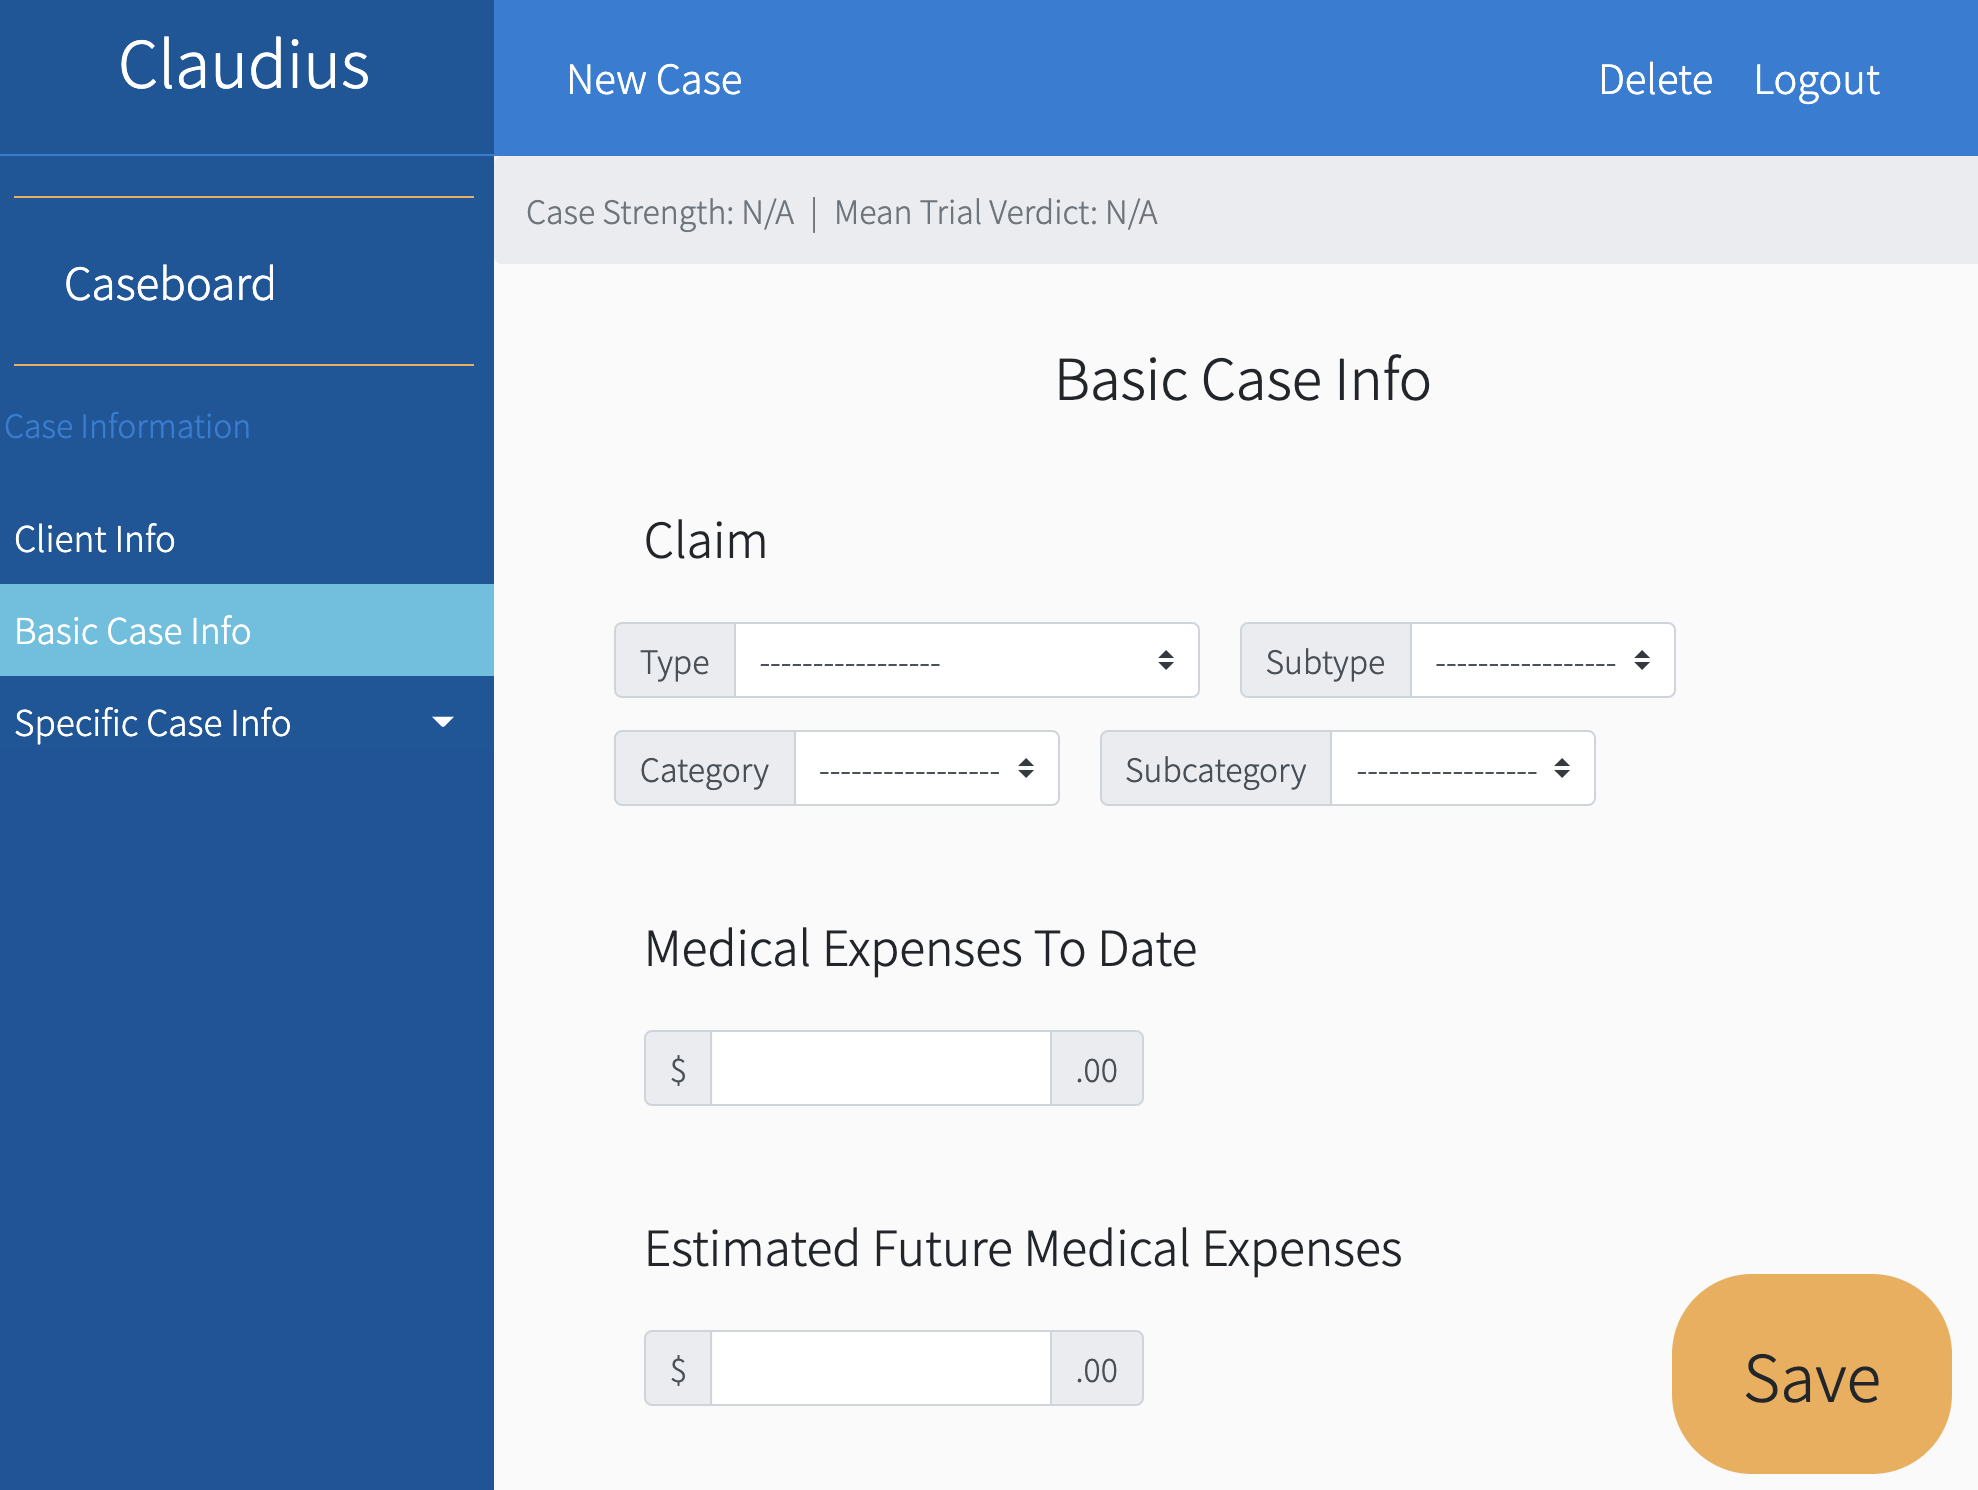 Claudius
New Case
Delete
Logout
Case Strength: N/A | Mean Trial Verdict: N/A
Caseboard
Case Information
Client Info
Basic Case Info
Specific Case Info
Basic Case Info
Claim
Type -----------------
Subtype -----------------
Category -----------------
Subcategory -----------------
Medical Expenses To Date
$ .00
Estimated Future Medical Expenses
$ .00
Save